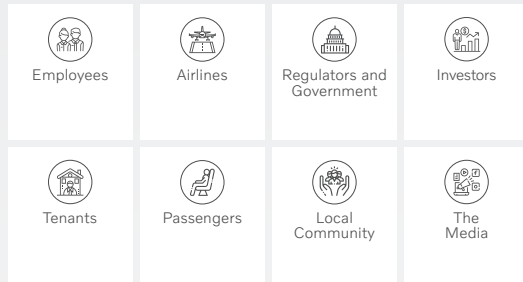 Employees
Airlines
Regulators and
Government
Investors
Tenants
Passengers
Local
Community
The
Media